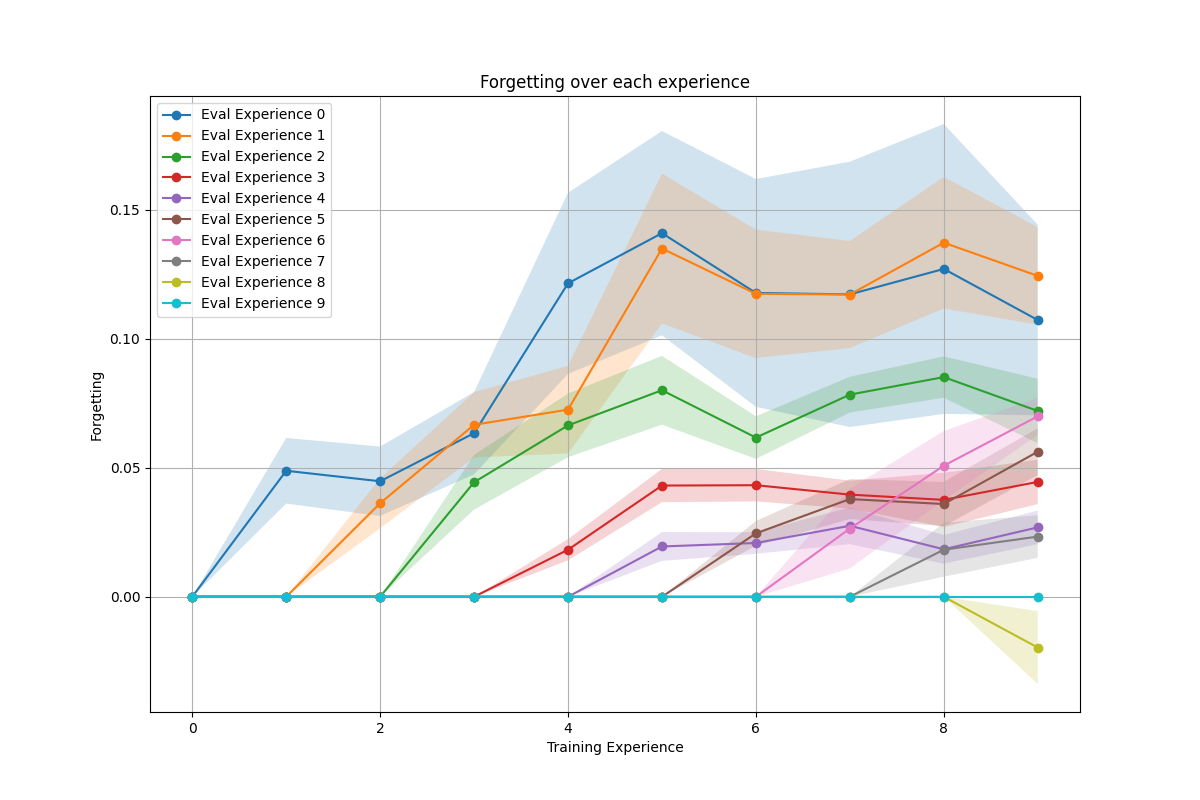 Forgetting over each experience
Eval Experience 0
Eval Experience 1
Eval Experience 2
Eval Experience 3
Eval Experience 4
Eval Experience 5
Eval Experience 6
Eval Experience 7
Eval Experience 8
Eval Experience 9
0.15
0.10
0.05
0.00
Forgetting
0 2 4 6 8
Training Experience